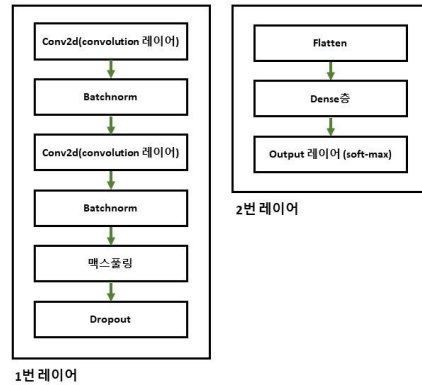 Conv2d(convolution 레이어)
Batchnorm
Conv2d(convolution 레이어)
Batchnorm
맥스풀링
Dropout
1번 레이어
Flatten
Dense층
Output 레이어 (soft-max)
2번 레이어